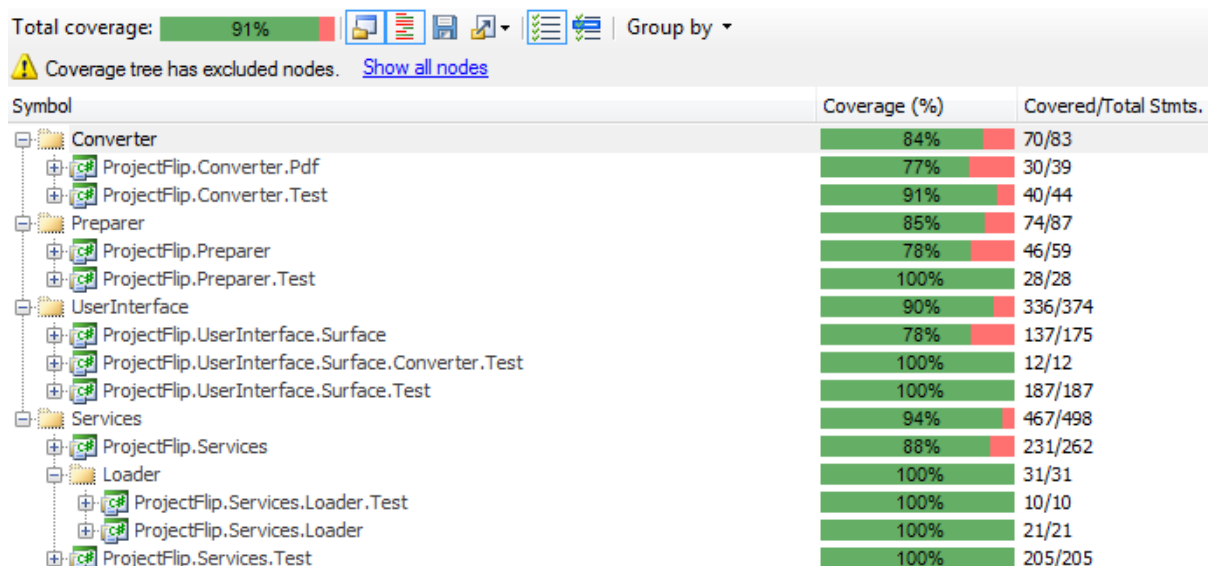 Total coverage: 91% Group by
Coverage tree has excluded nodes. Show all nodes
Symbol Coverage (%) Covered/Total Stmts.
Converter 84% 70/83
ProjectFlip.Converter.Pdf 77% 30/39
ProjectFlip.Converter.Test 91% 40/44
Preparer 85% 74/87
ProjectFlip.Preparer 78% 46/59
ProjectFlip.Preparer.Test 100% 28/28
UserInterface 90% 336/374
ProjectFlip.UserInterface.Surface 78% 137/175
ProjectFlip.UserInterface.Surface.Converter.Test 100% 12/12
ProjectFlip.UserInterface.Surface.Test 100% 187/187
Services 94% 467/498
ProjectFlip.Services 88% 231/262
Loader 100% 31/31
ProjectFlip.Services.Loader.Test 100% 10/10
ProjectFlip.Services.Loader 100% 21/21
ProjectFlip.Services.Test 100% 205/205